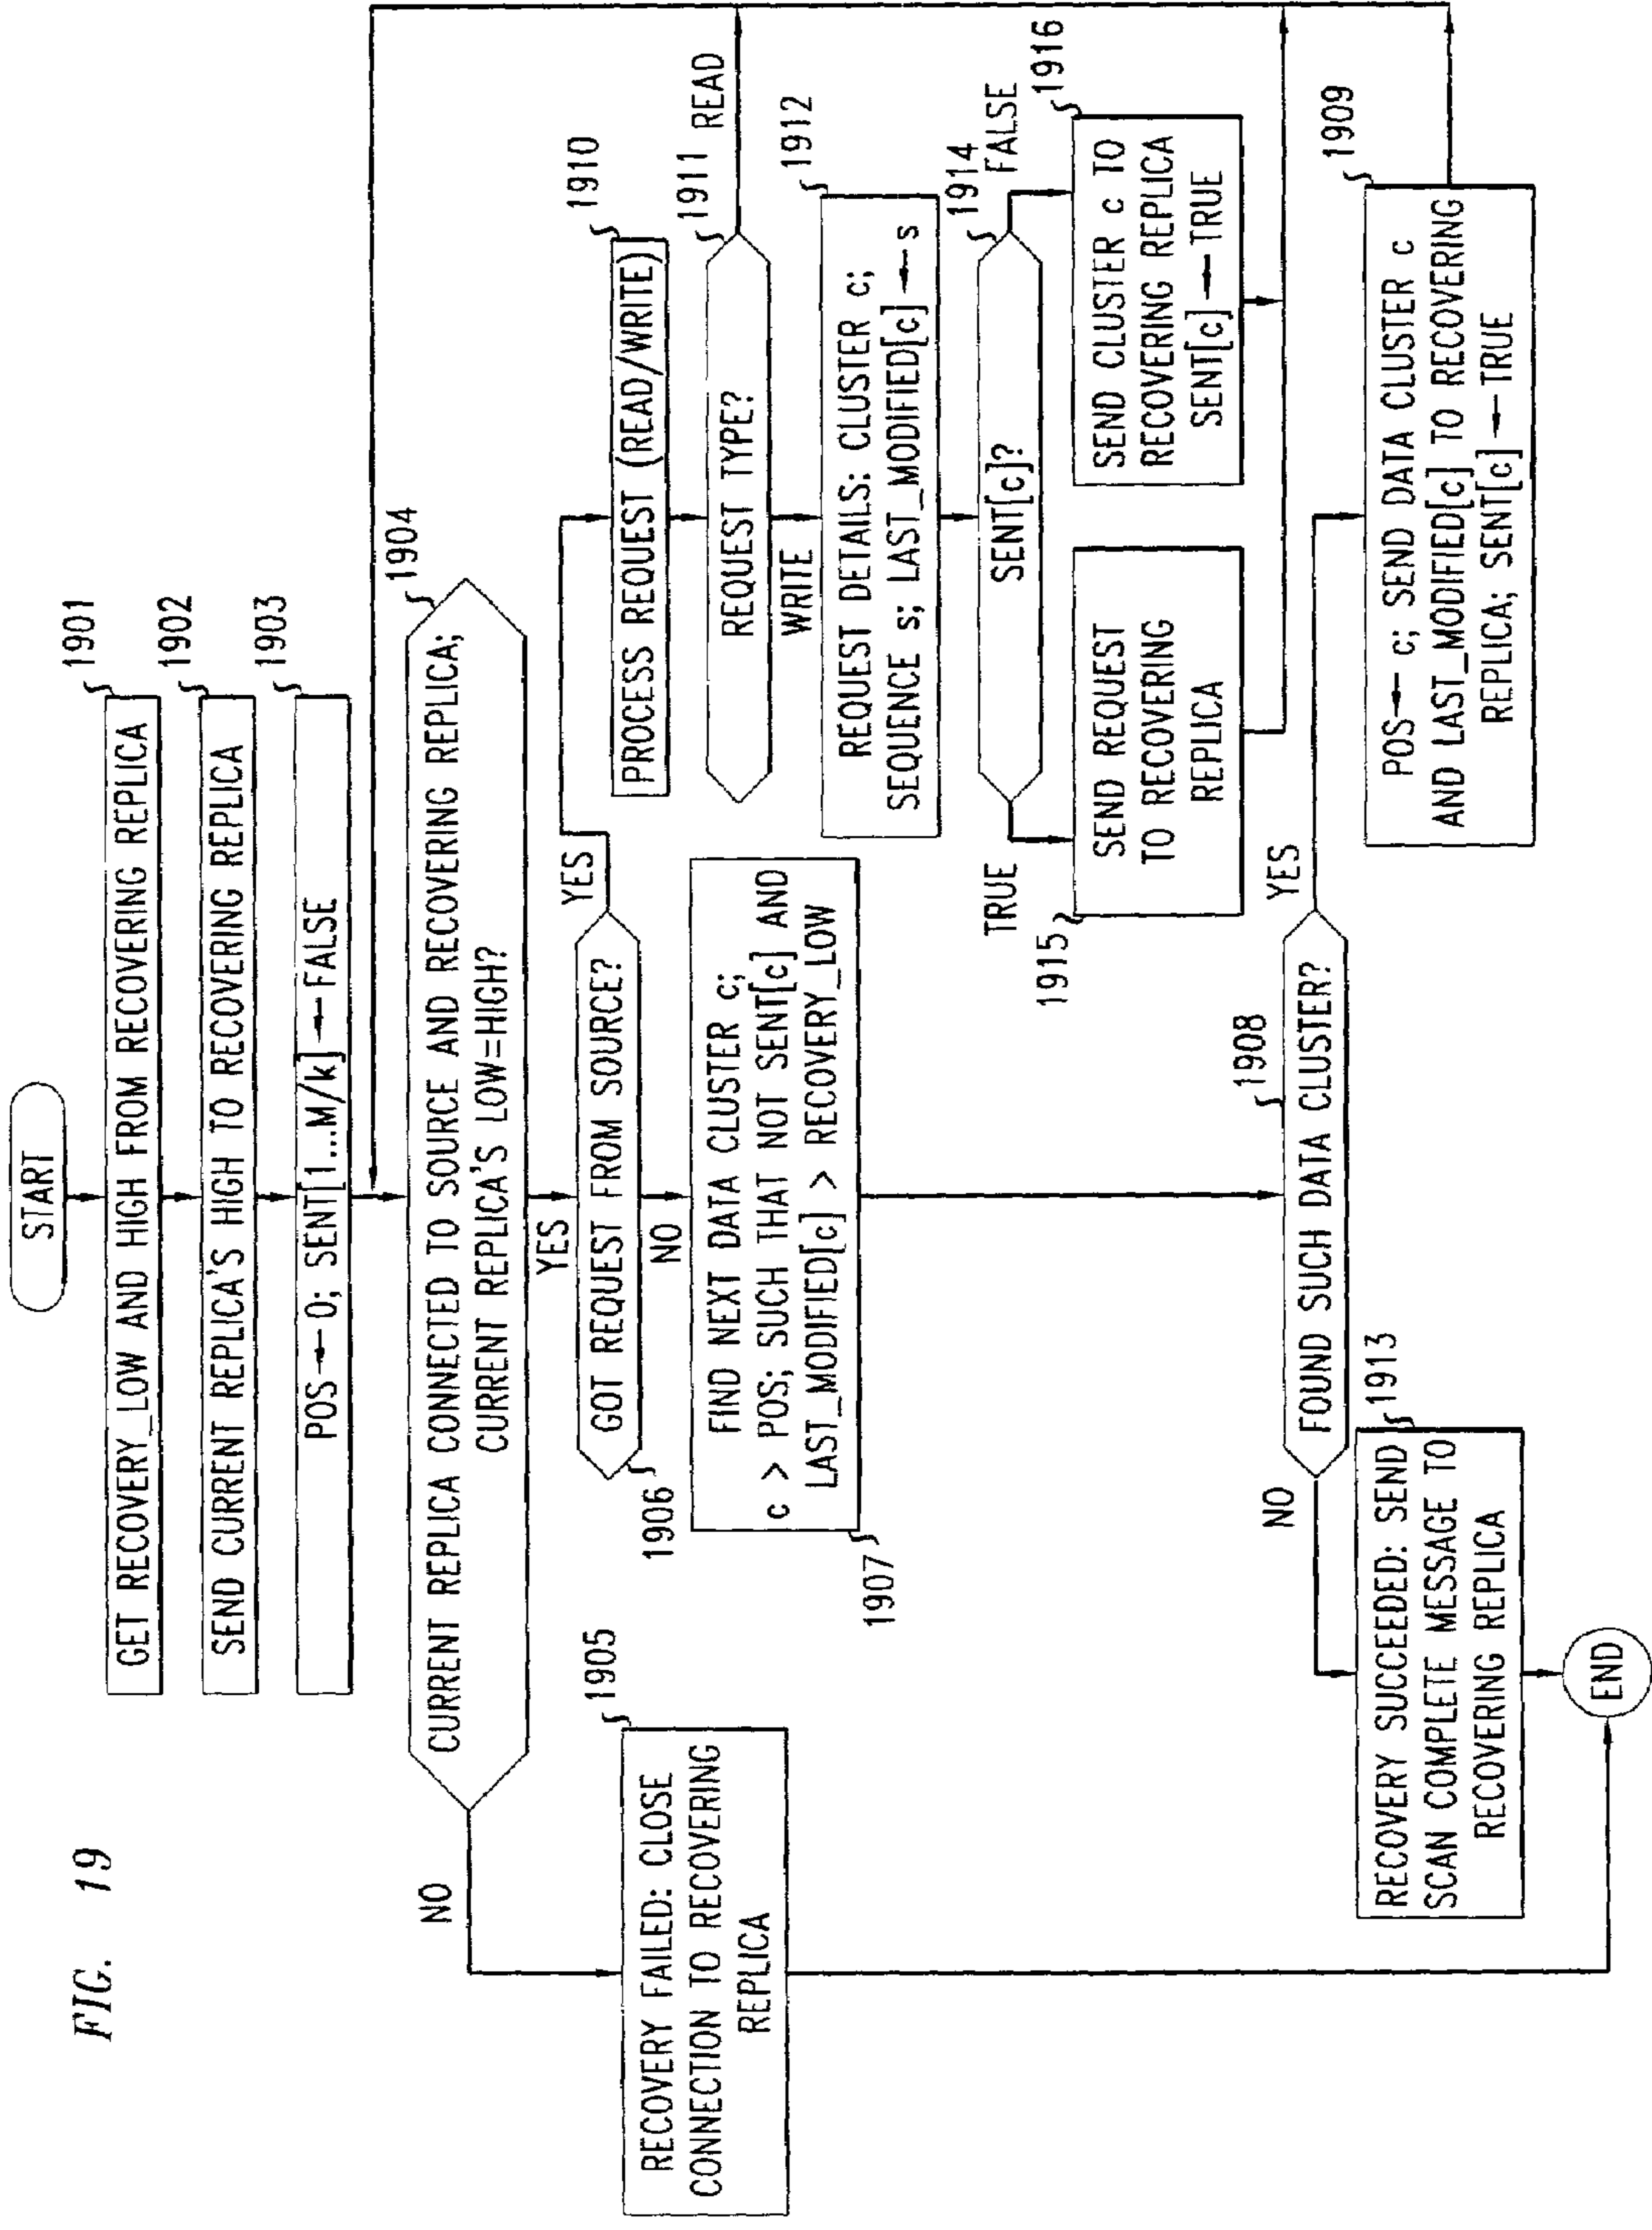 FIG. 19
START
1901
GET RECOVERY_LOW AND HIGH FROM RECOVERING REPLICA
1902
SEND CURRENT REPLICA'S HIGH TO RECOVERING REPLICA
1903
POS ← 0; SENT[1...M/k] ← FALSE
1904
CURRENT REPLICA CONNECTED TO SOURCE AND RECOVERING REPLICA;
CURRENT REPLICA'S LOW=HIGH?
NO
YES
1905
RECOVERY FAILED: CLOSE
CONNECTION TO RECOVERING
REPLICA
GOT REQUEST FROM SOURCE?
1906
YES
NO
1910
PROCESS REQUEST (READ/WRITE)
1911
REQUEST TYPE?
READ
WRITE
FIND NEXT DATA CLUSTER c;
c > POS; SUCH THAT NOT SENT[c] AND
LAST_MODIFIED[c] > RECOVERY_LOW
1907
1912
REQUEST DETAILS: CLUSTER c;
SEQUENCE s; LAST_MODIFIED[c] ← s
1914
SENT[c]?
TRUE
FALSE
1915
SEND REQUEST
TO RECOVERING
REPLICA
1916
SEND CLUSTER c TO
RECOVERING REPLICA
SENT[c] ← TRUE
1908
FOUND SUCH DATA CLUSTER?
NO
YES
1913
RECOVERY SUCCEEDED: SEND
SCAN COMPLETE MESSAGE TO
RECOVERING REPLICA
1909
POS ← c; SEND DATA CLUSTER c
AND LAST_MODIFIED[c] TO RECOVERING
REPLICA; SENT[c] ← TRUE
END